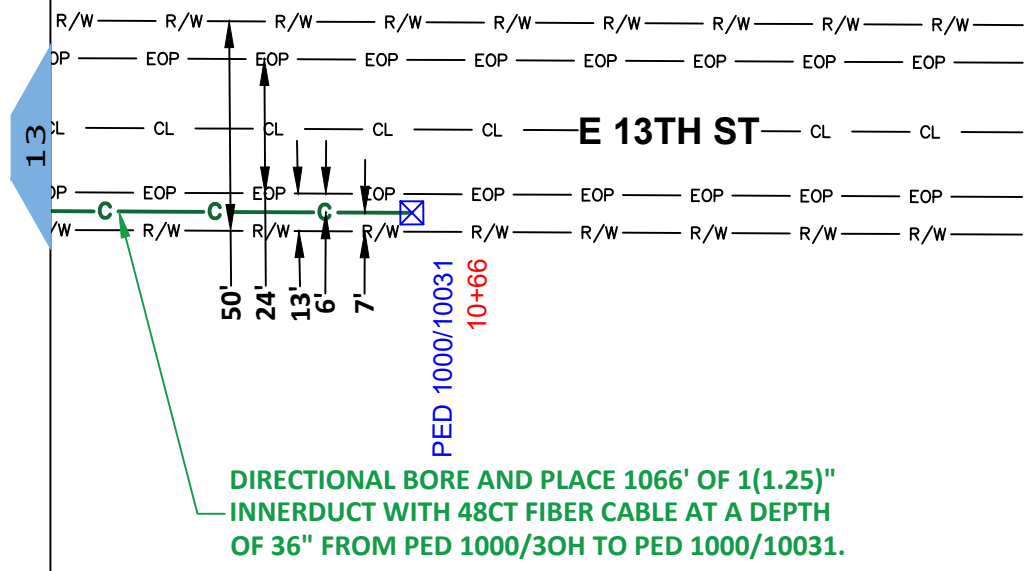 R/W R/W R/W R/W R/W R/W R/W R/W R/W
OP EOP EOP EOP EOP EOP EOP EOP EOP
13
CL CL CL CL CL E 13TH ST CL CL
OP EOP EOP EOP EOP EOP EOP EOP EOP
C C C
/W R/W R/W R/W R/W R/W R/W R/W R/W
50'
24'
13'
6'
7'
PED 1000/10031
10+66
DIRECTIONAL BORE AND PLACE 1066' OF 1(1.25)"
INNERDUCT WITH 48CT FIBER CABLE AT A DEPTH
OF 36" FROM PED 1000/3OH TO PED 1000/10031.